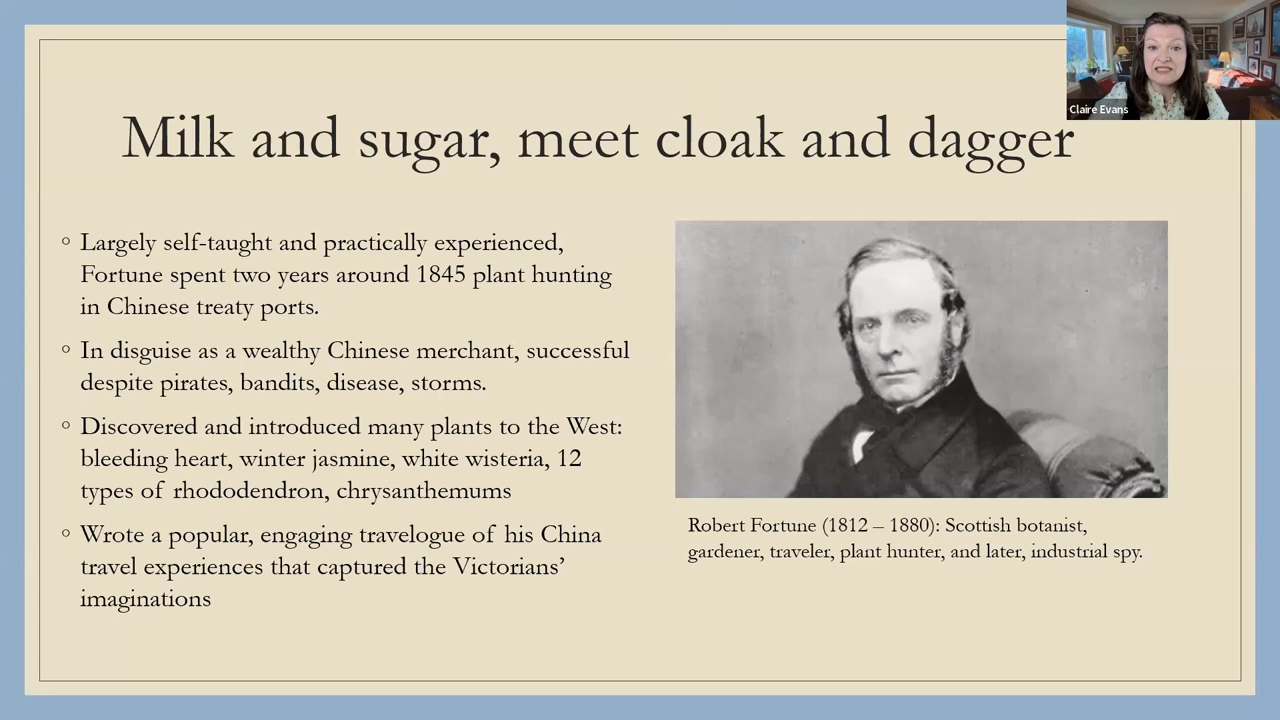 Claire Evans
Milk and sugar, meet cloak and dagger
◦ Largely self-taught and practically experienced,
Fortune spent two years around 1845 plant hunting
in Chinese treaty ports.
◦ In disguise as a wealthy Chinese merchant, successful
despite pirates, bandits, disease, storms.
◦ Discovered and introduced many plants to the West:
bleeding heart, winter jasmine, white wisteria, 12
types of rhododendron, chrysanthemums
◦ Wrote a popular, engaging travelogue of his China
travel experiences that captured the Victorians’
imaginations
Robert Fortune (1812 – 1880): Scottish botanist,
gardener, traveler, plant hunter, and later, industrial spy.